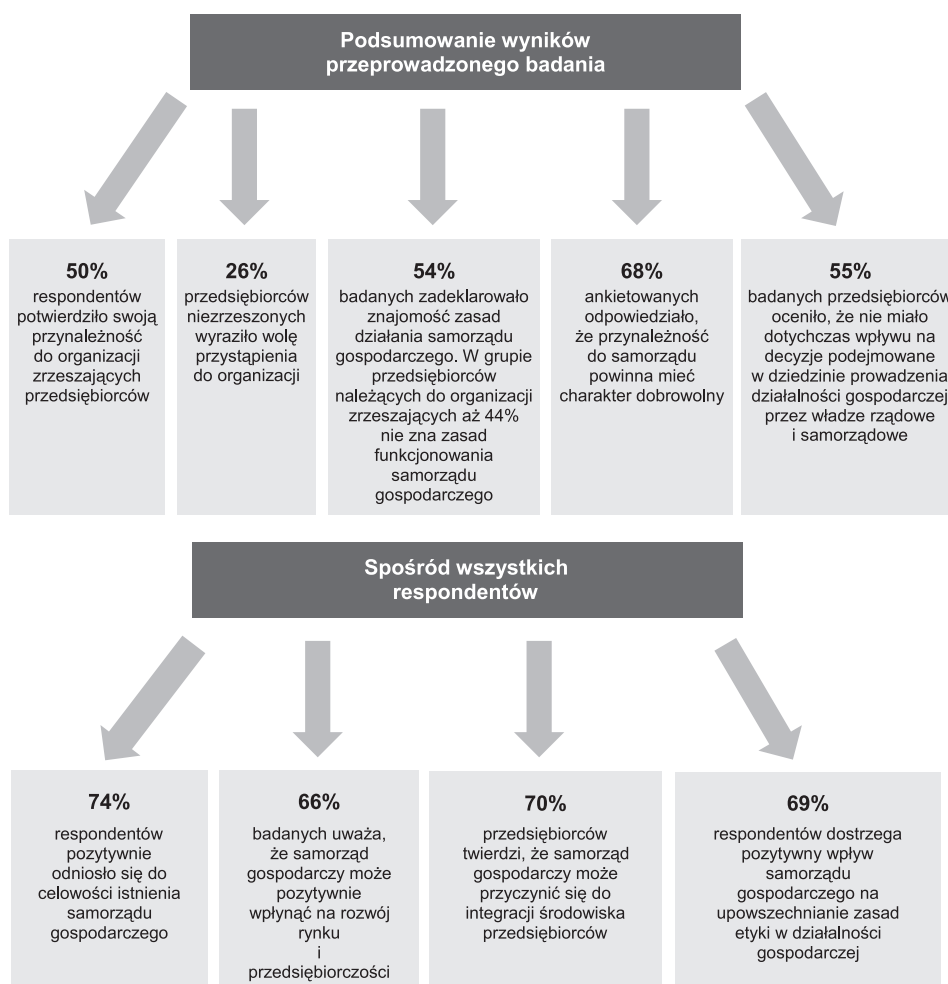 Podsumowanie wyników
przeprowadzonego badania
50%
respondentów
potwierdziło swoją
przynależność
do organizacji
zrzeszających
przedsiębiorców
26%
przedsiębiorców
niezrzeszonych
wyraziło wolę
przystąpienia
do organizacji
54%
badanych zadeklarowało
znajomość zasad
działania samorządu
gospodarczego. W grupie
przedsiębiorców
należących do organizacji
zrzeszających aż 44%
nie zna zasad
funkcjonowania
samorządu
gospodarczego
68%
ankietowanych
odpowiedziało,
że przynależność
do samorządu
powinna mieć
charakter dobrowolny
55%
badanych przedsiębiorców
oceniło, że nie miało
dotychczas wpływu na
decyzje podejmowane
w dziedzinie prowadzenia
działalności gospodarczej
przez władze rządowe
i samorządowe
Spośród wszystkich
respondentów
74%
respondentów
pozytywnie
odniosło się do
celowości istnienia
samorządu
gospodarczego
66%
badanych uważa,
że samorząd
gospodarczy może
pozytywnie
wpłynąć na rozwój
rynku
i
przedsiębiorczości
70%
przedsiębiorców
twierdzi, że samorząd
gospodarczy może
przyczynić się do
integracji środowiska
przedsiębiorców
69%
respondentów dostrzega
pozytywny wpływ
samorządu
gospodarczego na
upowszechnianie zasad
etyki w działalności
gospodarczej